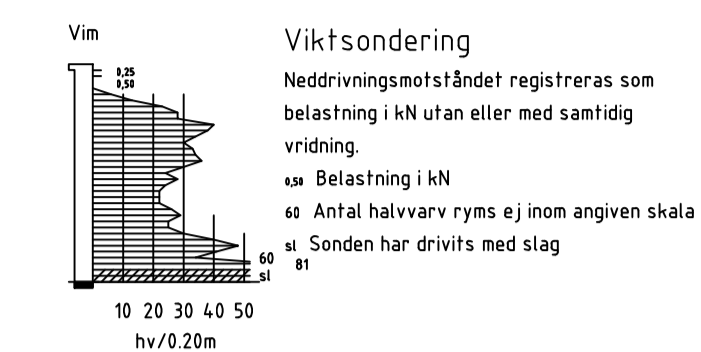 Vim
0,25
0,50
60
sl
10 20 30 40 50
hv/0.20m
Viktsondering
Neddrivningsmotståndet registreras som
belastning i kN utan eller med samtidig
vridning.
0,50 Belastning i kN
60 Antal halvvarv ryms ej inom angiven skala
sl Sonden har drivits med slag
81